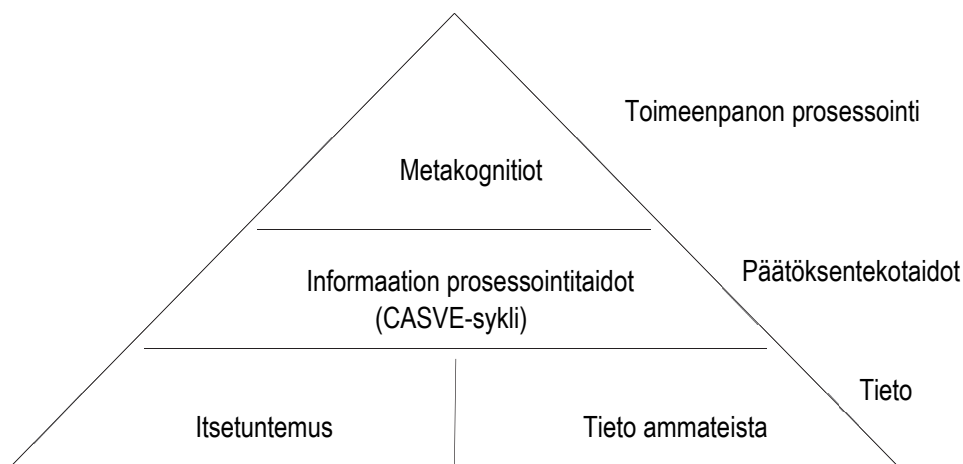 Toimeenpanon prosessointi
Metakognitiot
Päätöksentekotaidot
Informaation prosessointitaidot
(CASVE-sykli)
Tieto
Itsetuntemus
Tieto ammateista